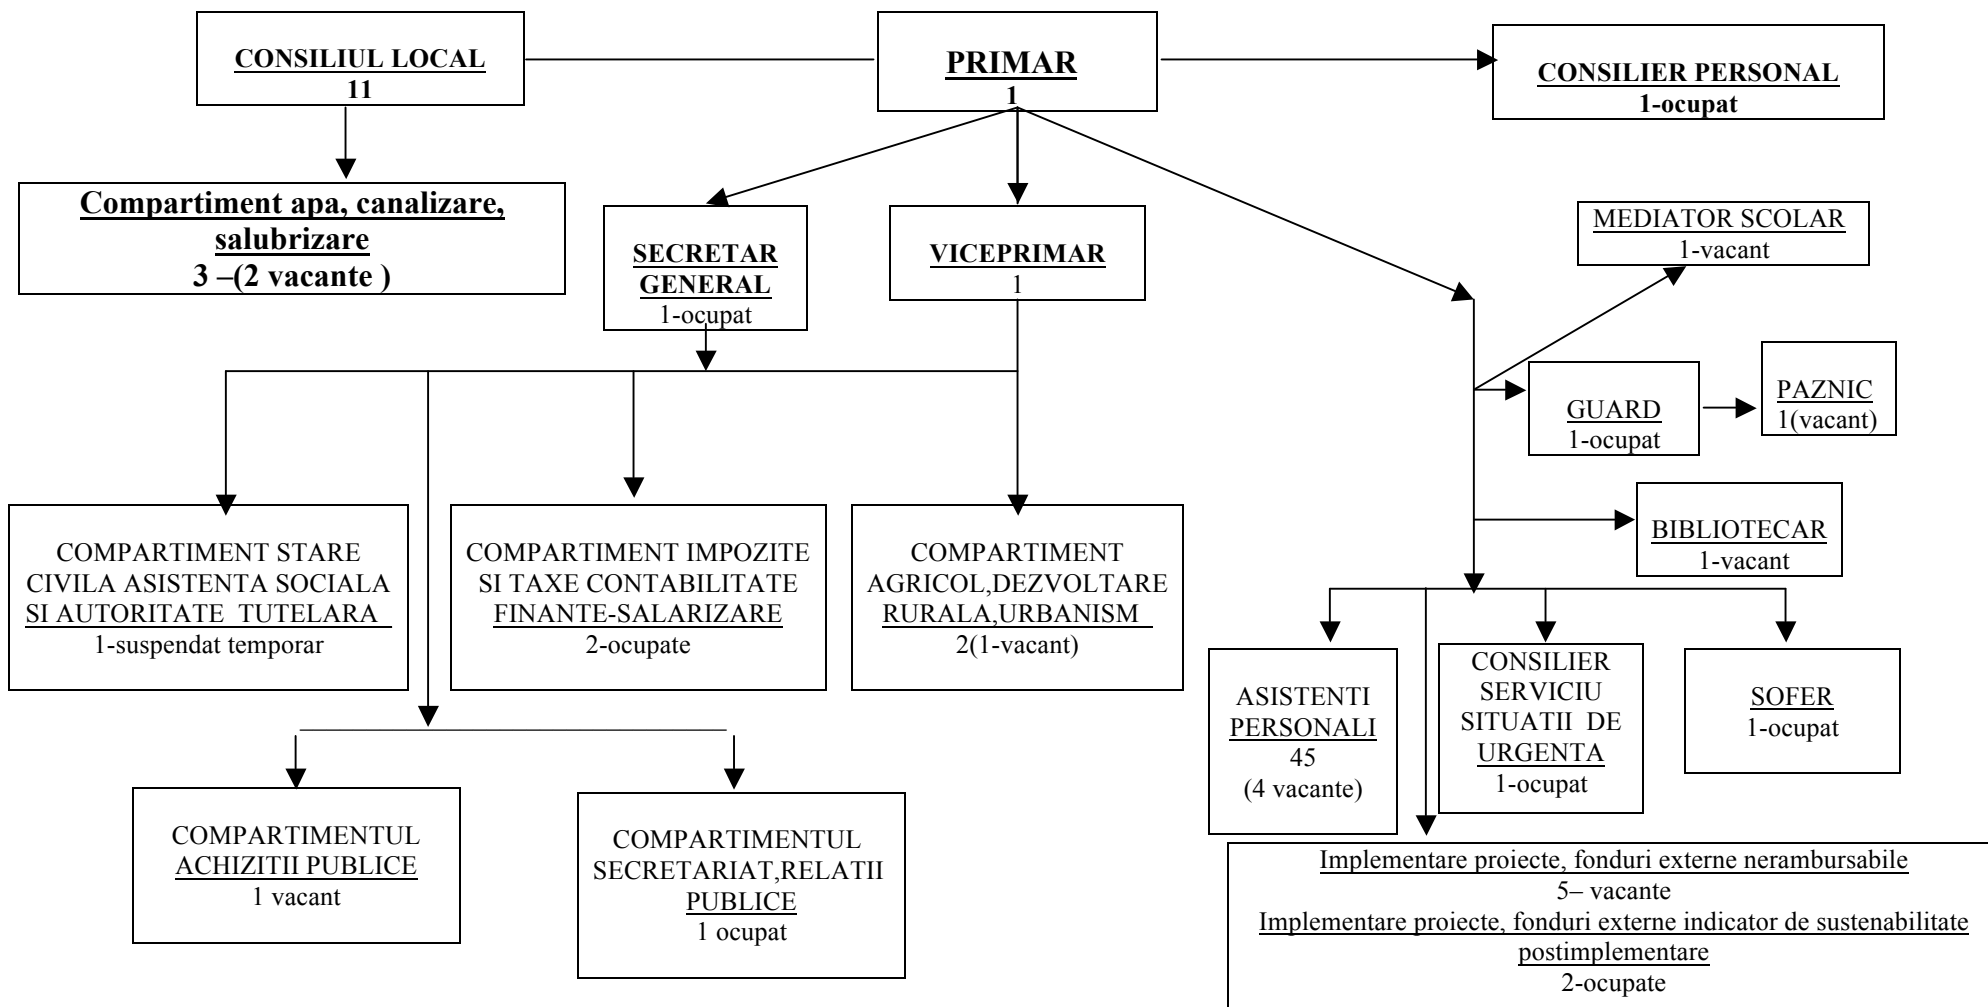 CONSILIUL LOCAL
11
PRIMAR
1
CONSILIER PERSONAL
1-ocupat
Compartiment apa, canalizare,
salubrizare
3 –(2 vacante )
SECRETAR
GENERAL
1-ocupat
VICEPRIMAR
1
MEDIATOR SCOLAR
1-vacant
GUARD
1-ocupat
PAZNIC
1(vacant)
BIBLIOTECAR
1-vacant
COMPARTIMENT STARE
CIVILA ASISTENTA SOCIALA
SI AUTORITATE TUTELARA
1-suspendat temporar
COMPARTIMENT IMPOZITE
SI TAXE CONTABILITATE
FINANTE-SALARIZARE
2-ocupate
COMPARTIMENT
AGRICOL,DEZVOLTARE
RURALA,URBANISM
2(1-vacant)
ASISTENTI
PERSONALI
45
(4 vacante)
CONSILIER
SERVICIU
SITUATII DE
URGENTA
1-ocupat
SOFER
1-ocupat
COMPARTIMENTUL
ACHIZITII PUBLICE
1 vacant
COMPARTIMENTUL
SECRETARIAT,RELATII
PUBLICE
1 ocupat
Implementare proiecte, fonduri externe nerambursabile
5– vacante
Implementare proiecte, fonduri externe indicator de sustenabilitate
postimplementare
2-ocupate